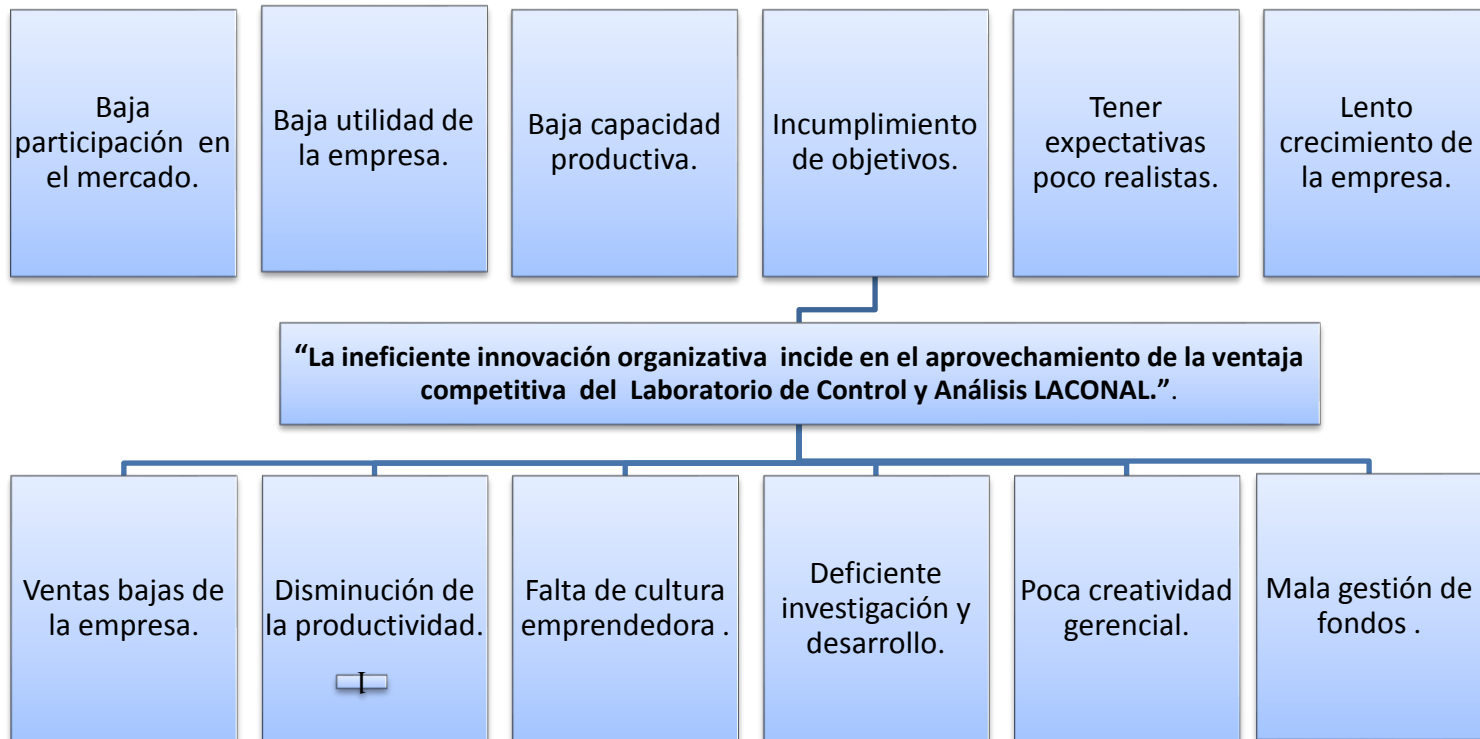 Baja
participación en
el mercado.
Baja utilidad de
la empresa.
Baja capacidad
productiva.
Incumplimiento
de objetivos.
Tener
expectativas
poco realistas.
Lento
crecimiento de
la empresa.
“La ineficiente innovación organizativa incide en el aprovechamiento de la ventaja
competitiva del Laboratorio de Control y Análisis LACONAL.”.
Ventas bajas de
la empresa.
Disminución de
la productividad.
Falta de cultura
emprendedora .
Deficiente
investigación y
desarrollo.
Poca creatividad
gerencial.
Mala gestión de
fondos .